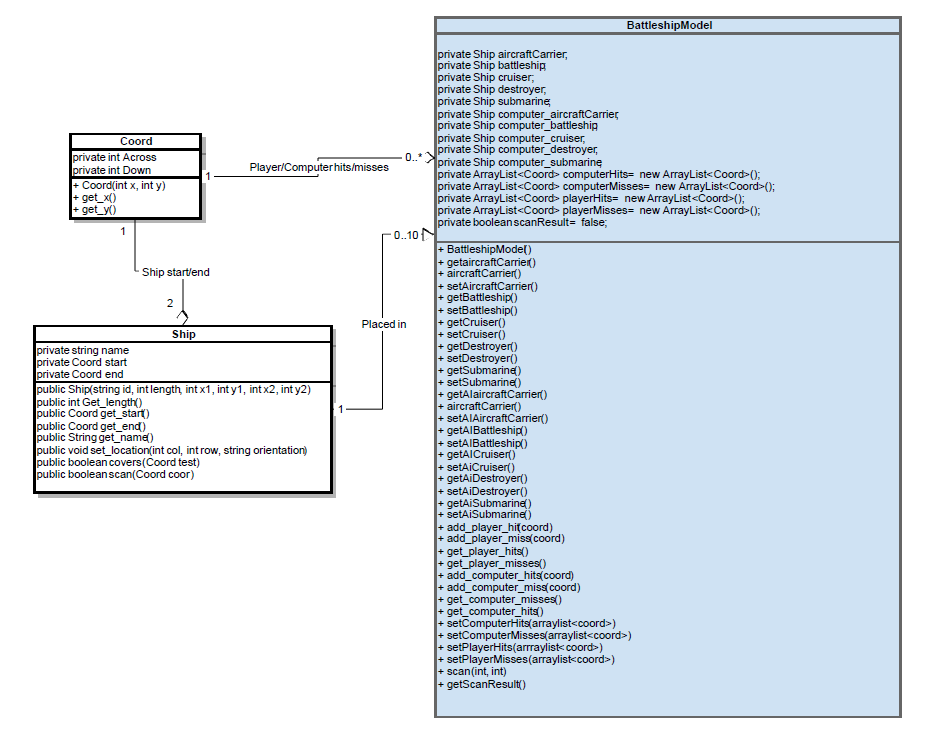 BattleshipModel
private Ship aircraftCarrier;
private Ship battleship;
private Ship cruiser;
private Ship destroyer;
private Ship submarine;
private Ship computer_aircraftCarrier;
private Ship computer_battleship;
private Ship computer_cruiser;
private Ship computer_destroyer;
private Ship computer_submarine;
private ArrayList<Coord> computerHits= new ArrayList<Coord>();
private ArrayList<Coord> computerMisses= new ArrayList<Coord>();
private ArrayList<Coord> playerHits= new ArrayList<Coord>();
private ArrayList<Coord> playerMisses= new ArrayList<Coord>();
private boolean scanResult= false;
+ BattleshipModel()
+ getaircraftCarrier()
+ aircraftCarrier()
+ setAircraftCarrier()
+ getBattleship()
+ setBattleship()
+ getCruiser()
+ setCruiser()
+ getDestroyer()
+ setDestroyer()
+ getSubmarine()
+ setSubmarine()
+ getAIaircraftCarrier()
+ aircraftCarrier()
+ setAIAircraftCarrier()
+ getAIBattleship()
+ setAIBattleship()
+ getAICruiser()
+ setAiCruiser()
+ getAiDestroyer()
+ setAiDestroyer()
+ getAiSubmarine()
+ setAiSubmarine()
+ add_player_hit(coord)
+ add_player_miss(coord)
+ get_player_hits()
+ get_player_misses()
+ add_computer_hits(coord)
+ add_computer_miss(coord)
+ get_computer_misses()
+ get_computer_hits()
+ setComputerHits(arraylist<coord>)
+ setComputerMisses(arraylist<coord>)
+ setPlayerHits(arrraylist<coord>)
+ setPlayerMisses(arraylist<coord>)
+ scan(int, int)
+ getScanResult()
Coord
private int Across
private int Down
+ Coord(int x, int y)
+ get_x()
+ get_y()
1
Player/Computer hits/misses
0..*
1
Ship start/end
2
0..10
Placed in
1
Ship
private string name
private Coord start
private Coord end
public Ship(string id, int length, int x1, int y1, int x2, int y2)
public int Get_length()
public Coord get_start()
public Coord get_end()
public String get_name()
public void set_location(int col, int row, string orientation)
public boolean covers(Coord test)
public boolean scan(Coord coor)